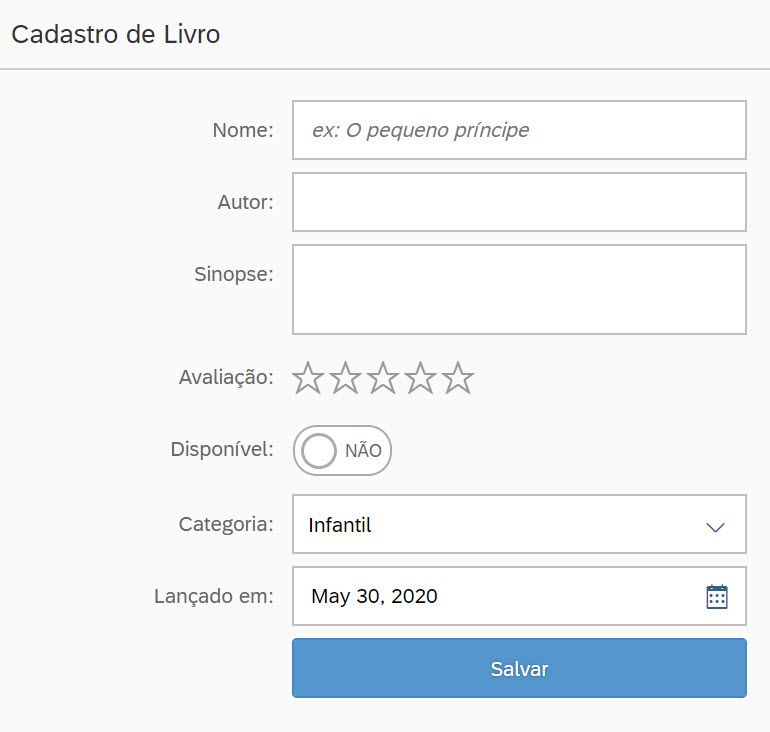 Cadastro de Livro
Nome: ex: O pequeno príncipe
Autor:
Sinopse:
Avaliação:
Disponível: NÃO
Categoria: Infantil
Lançado em: May 30, 2020
Salvar